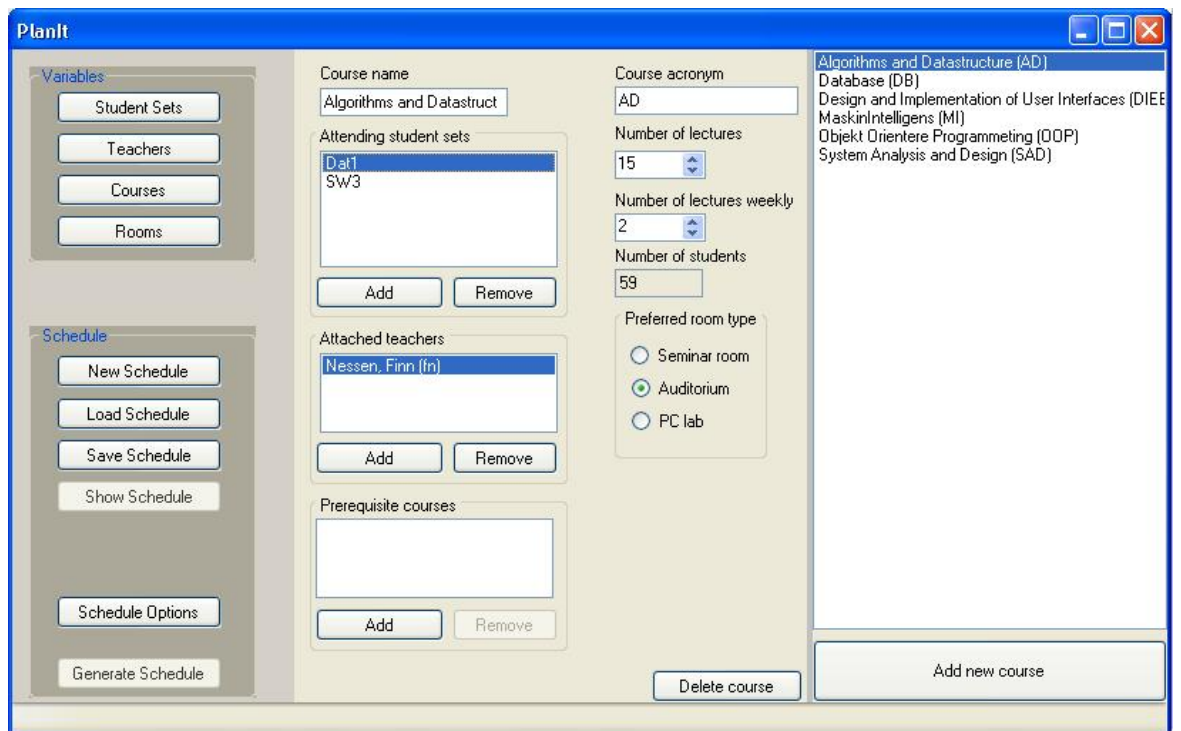 PlanIt
Variables
Student Sets
Teachers
Courses
Rooms
Schedule
New Schedule
Load Schedule
Save Schedule
Show Schedule
Schedule Options
Generate Schedule
Course name
Algorithms and Datastruct
Attending student sets
Dat1
SW3
Add Remove
Attached teachers
Nessen, Finn (fn)
Add Remove
Prerequisite courses
Add Remove
Course acronym
AD
Number of lectures
15
Number of lectures weekly
2
Number of students
59
Preferred room type
Seminar room
Auditorium
PC lab
Delete course
Algorithms and Datastructure (AD)
Database (DB)
Design and Implementation of User Interfaces (DIEB
MaskinIntelligens (MI)
Objekt Orientere Programmeting (OOP)
System Analysis and Design (SAD)
Add new course